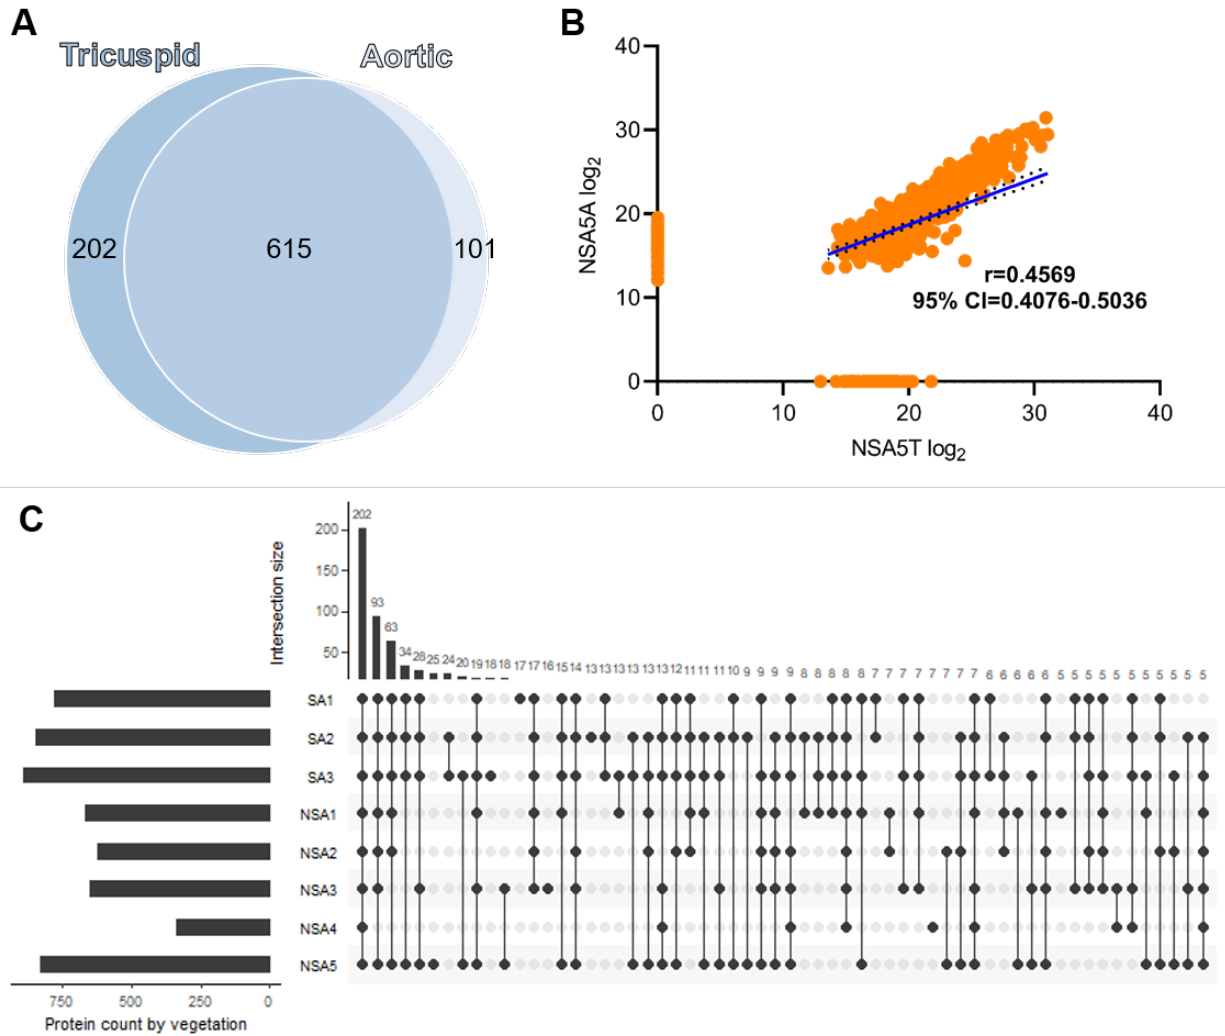 A
Tricuspid
Aortic
202
615
101
B
40
30
20
10
0
NSA5A log2
r=0.4569
95% CI=0.4076-0.5036
0 10 20 30 40
NSA5T log2
C
Intersection size
200
150
100
50
202 93 63 34 28 25 24 20 19 18 18 17 17 16 15 14 13 13 13 13 13 13 12 11 11 11 10 9 9 9 9 8 8 8 8 8 7 7 7 7 7 7 7 7 6 6 6 6 6 5 5 5 5 5 5 5 5 5 5 5
SA1
SA2
SA3
NSA1
NSA2
NSA3
NSA4
NSA5
750 500 250 0
Protein count by vegetation